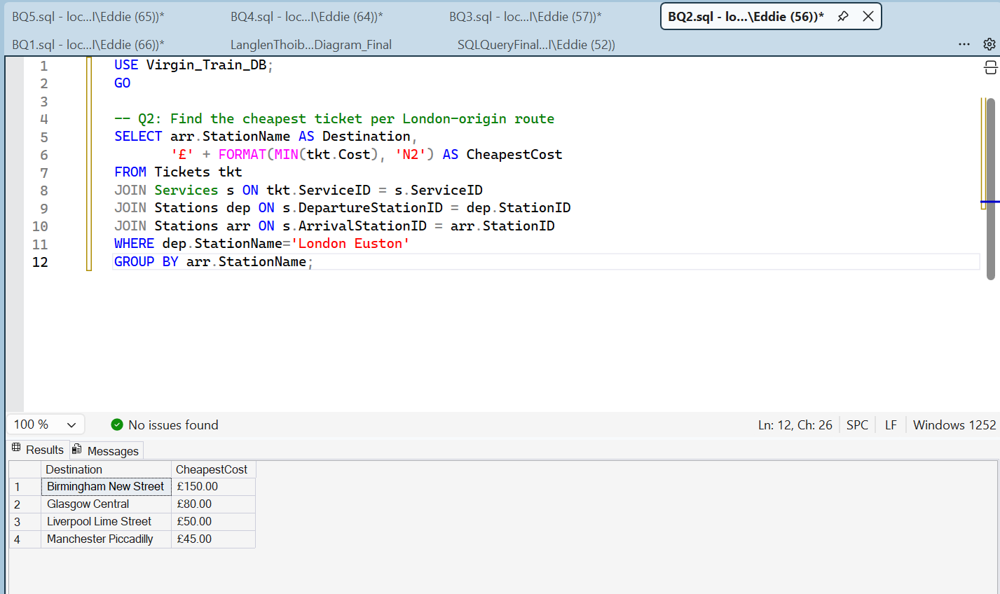 BQ5.sql - loc...I\Eddie (65))*
BQ4.sql - loc...I\Eddie (64))*
BQ3.sql - loc...I\Eddie (57))*
BQ2.sql - lo...\Eddie (56))*
BQ1.sql - loc...I\Eddie (66))*
LanglenThoib...Diagram_Final
SQLQueryFinal...I\Eddie (52))
1 USE Virgin_Train_DB;
2 GO
3
4 -- Q2: Find the cheapest ticket per London-origin route
5 SELECT arr.StationName AS Destination,
6 '£' + FORMAT(MIN(tkt.Cost), 'N2') AS CheapestCost
7 FROM Tickets tkt
8 JOIN Services s ON tkt.ServiceID = s.ServiceID
9 JOIN Stations dep ON s.DepartureStationID = dep.StationID
10 JOIN Stations arr ON s.ArrivalStationID = arr.StationID
11 WHERE dep.StationName='London Euston'
12 GROUP BY arr.StationName;
100 %
No issues found
Ln: 12, Ch: 26
SPC
LF
Windows 1252
Results
Messages
Destination CheapestCost
1 Birmingham New Street £150.00
2 Glasgow Central £80.00
3 Liverpool Lime Street £50.00
4 Manchester Piccadilly £45.00